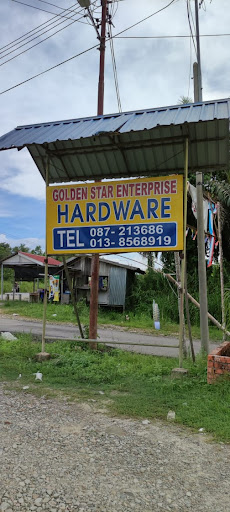 GOLDEN STAR ENTERPRISE
HARDWARE
TEL 087-213686
013-8568919